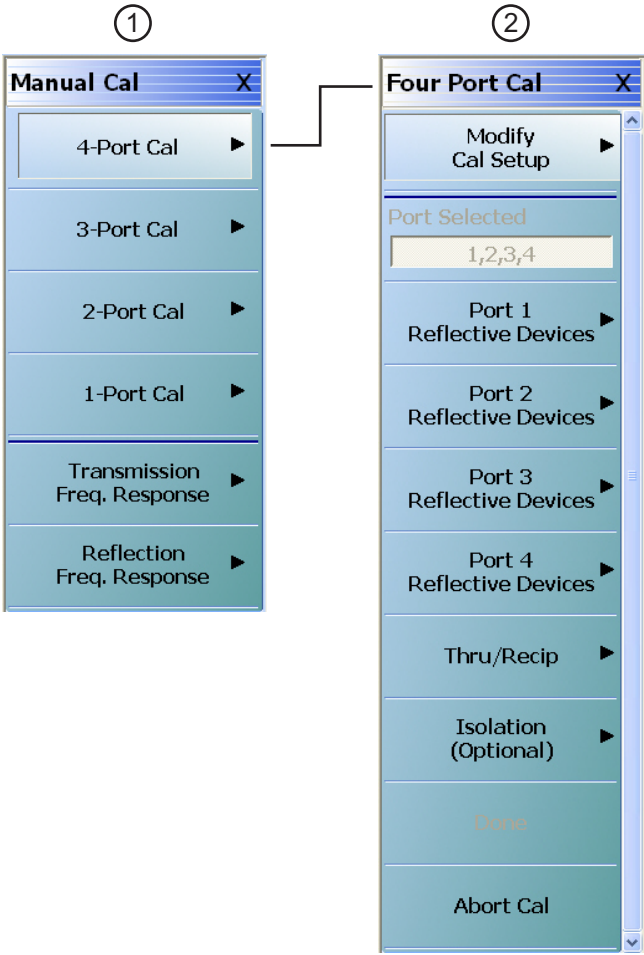 1
Manual Cal X
4-Port Cal
3-Port Cal
2-Port Cal
1-Port Cal
Transmission
Freq. Response
Reflection
Freq. Response
2
Four Port Cal X
Modify
Cal Setup
Port Selected
1,2,3,4
Port 1
Reflective Devices
Port 2
Reflective Devices
Port 3
Reflective Devices
Port 4
Reflective Devices
Thru/Recip
Isolation
(Optional)
Done
Abort Cal